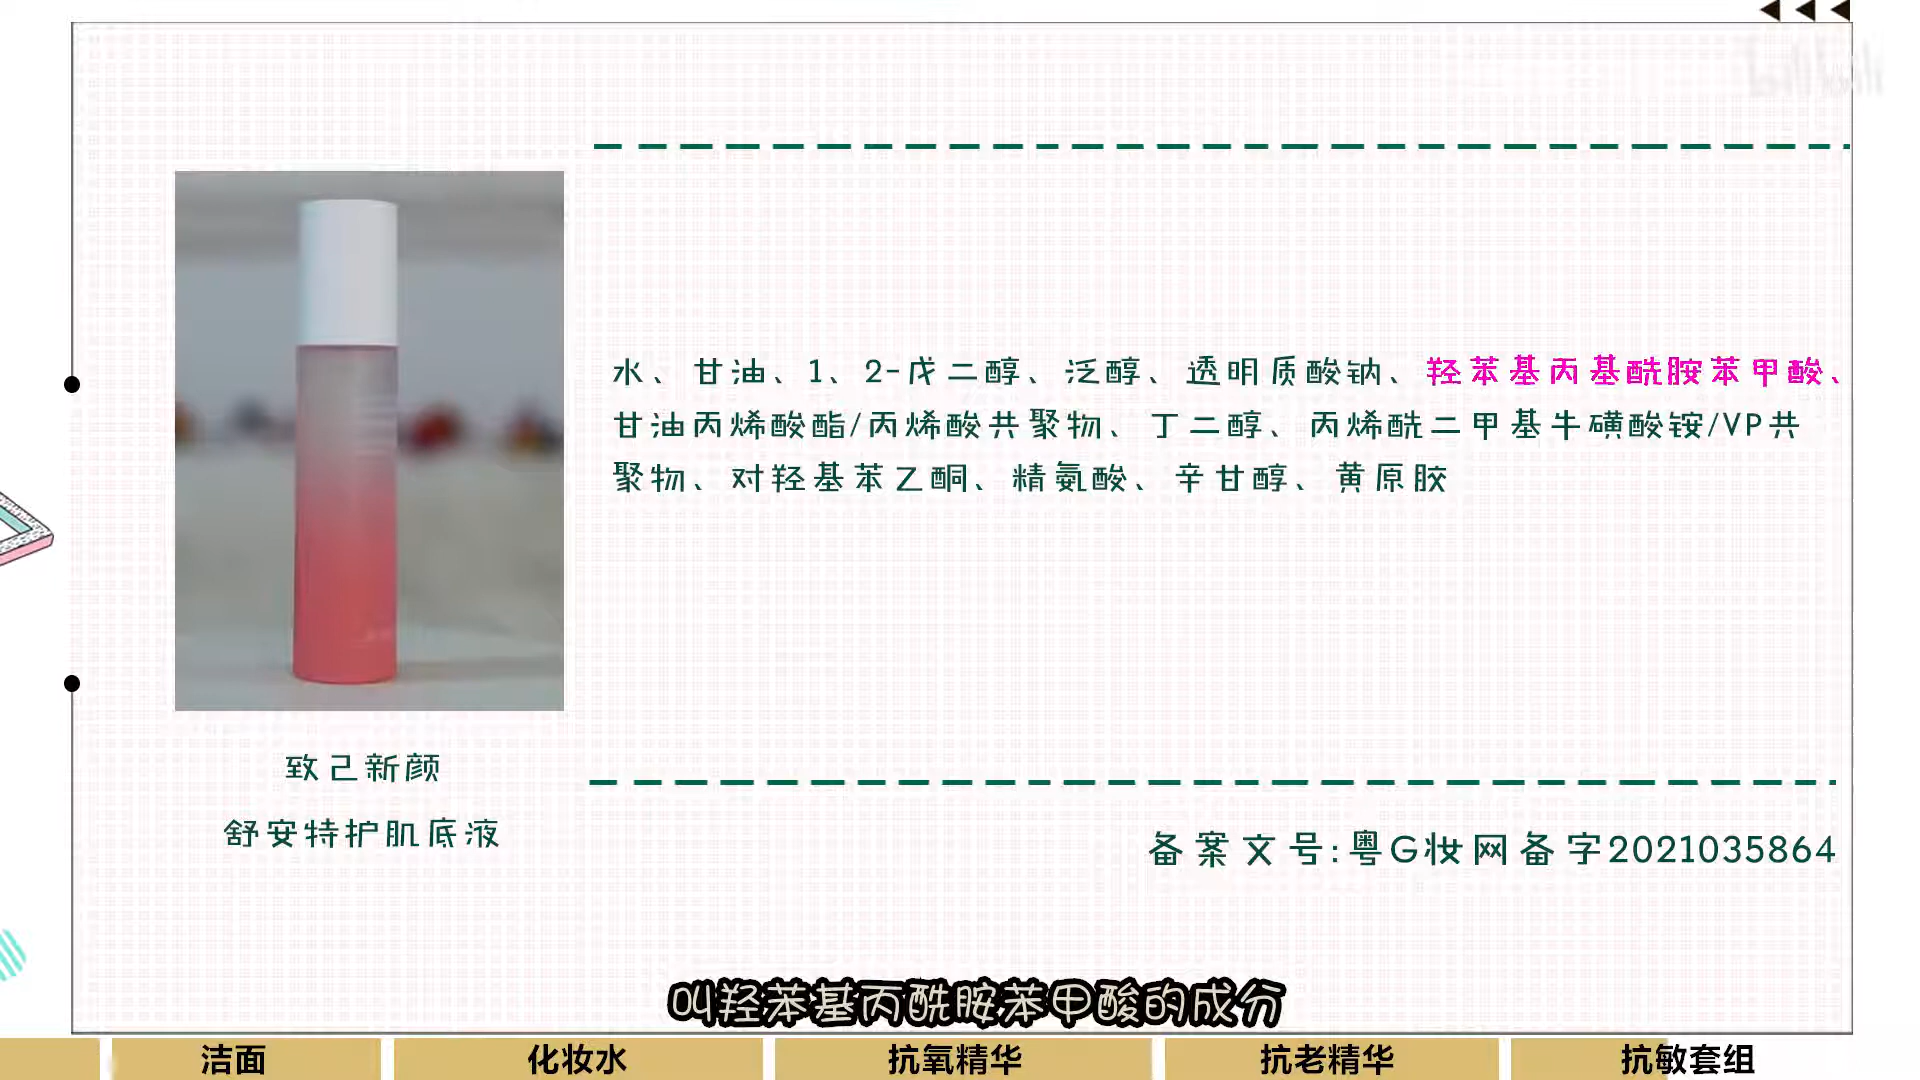 水、甘油、1、2-戊二醇、泛醇、透明质酸钠、羟苯基丙基酰胺苯甲酸、
甘油丙烯酸酯/丙烯酸共聚物、丁二醇、丙烯酰二甲基牛磺酸铵/VP共
聚物、对羟基苯乙酮、精氨酸、辛甘醇、黄原胶
致己新颜
舒安特护肌底液
备案文号:粤G妆网备字2021035864
叫羟苯基丙酰胺苯甲酸的成分
洁面
化妆水
抗氧精华
抗老精华
抗敏套组